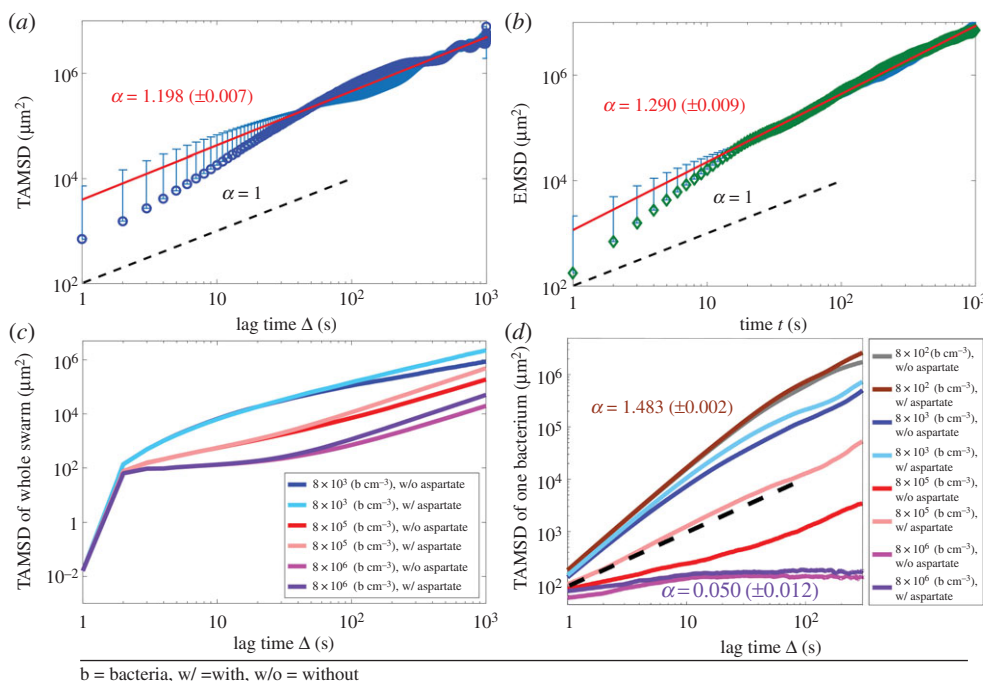 (a)
TAMSD (µm²)
10⁶
10⁴
10²
α = 1.198 (±0.007)
α = 1
1 10 10² 10³
lag time Δ (s)
(b)
EMSD (µm²)
10⁶
10⁴
10²
α = 1.290 (±0.009)
α = 1
1 10 10² 10³
time t (s)
(c)
TAMSD of whole swarm (µm²)
10⁶
10⁴
10²
1
10⁻²
8 × 10³ (b cm⁻³), w/o aspartate
8 × 10³ (b cm⁻³), w/ aspartate
8 × 10⁵ (b cm⁻³), w/o aspartate
8 × 10⁵ (b cm⁻³), w/ aspartate
8 × 10⁶ (b cm⁻³), w/o aspartate
8 × 10⁶ (b cm⁻³), w/ aspartate
1 10 10² 10³
lag time Δ (s)
(d)
TAMSD of one bacterium (µm²)
10⁶
10⁵
10⁴
10³
10²
α = 1.483 (±0.002)
α = 0.050 (±0.012)
1 10 10²
lag time Δ (s)
8 × 10² (b cm⁻³),
w/o aspartate
8 × 10² (b cm⁻³),
w/ aspartate
8 × 10³ (b cm⁻³),
w/o aspartate
8 × 10³ (b cm⁻³),
w/ aspartate
8 × 10⁵ (b cm⁻³),
w/o aspartate
8 × 10⁵ (b cm⁻³),
w/ aspartate
8 × 10⁶ (b cm⁻³),
w/o aspartate
8 × 10⁶ (b cm⁻³),
w/ aspartate
b = bacteria, w/ =with, w/o = without